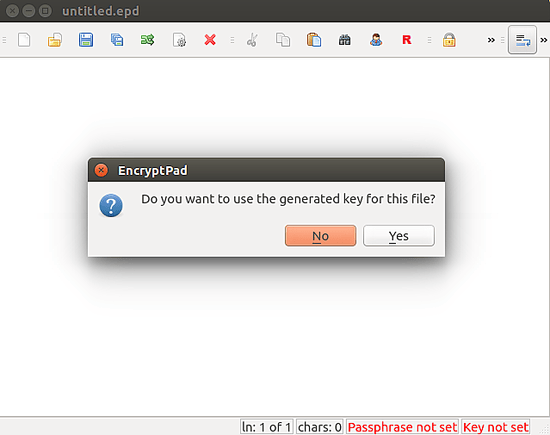 untitled.epd
R
»
»
EncryptPad
?
Do you want to use the generated key for this file?
No
Yes
ln: 1 of 1
chars: 0
Passphrase not set
Key not set